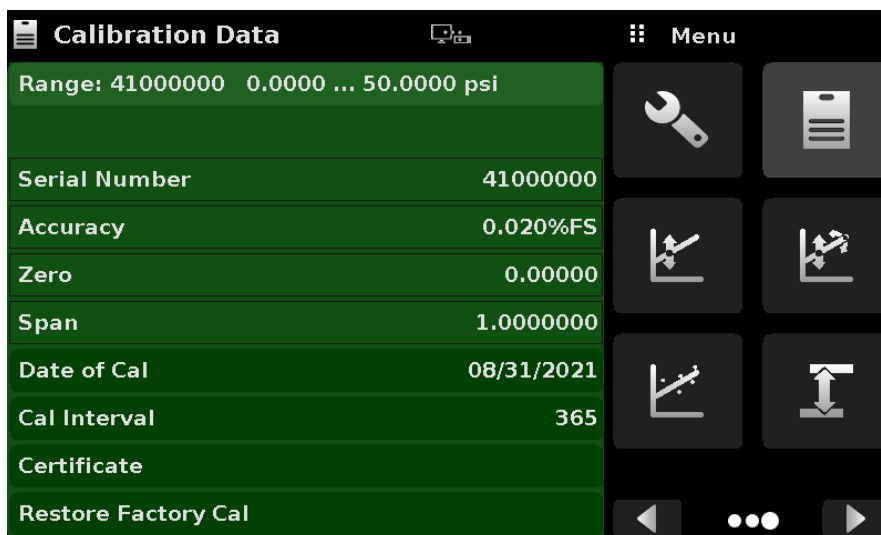 Calibration Data
Menu
Range: 41000000 0.0000 ... 50.0000 psi
Serial Number 41000000
Accuracy 0.020%FS
Zero 0.00000
Span 1.0000000
Date of Cal 08/31/2021
Cal Interval 365
Certificate
Restore Factory Cal